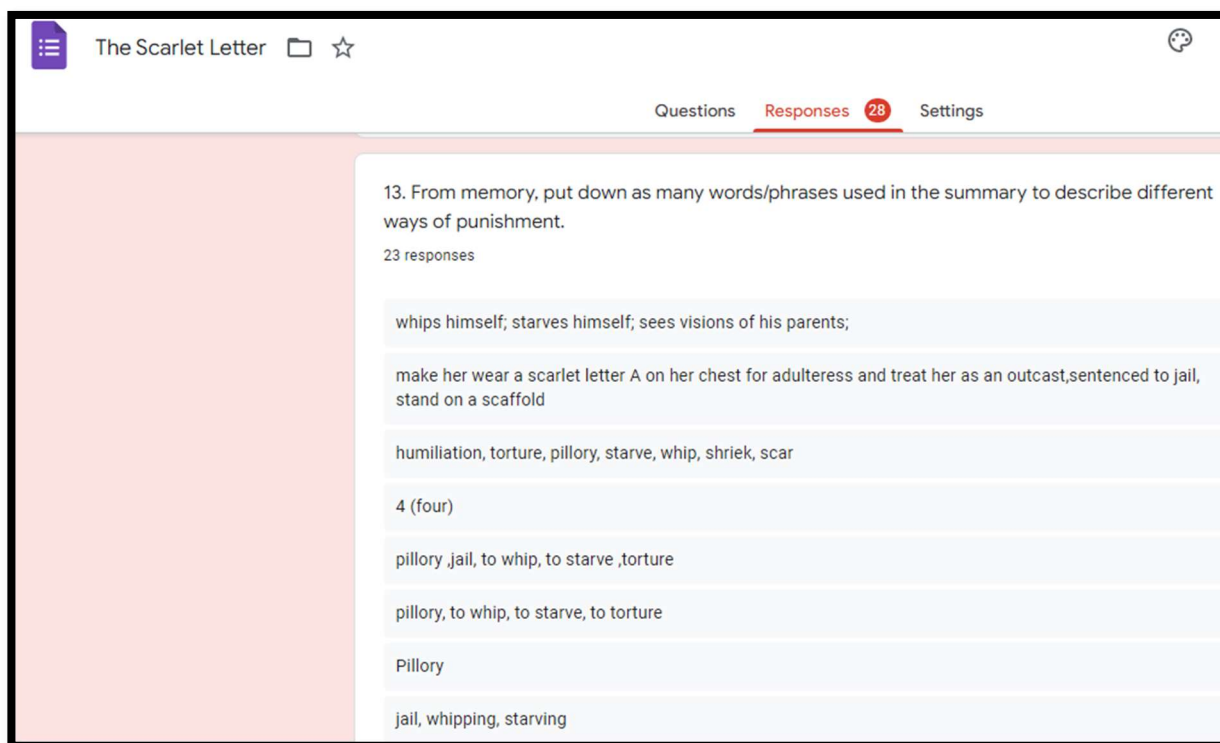 The Scarlet Letter
Questions Responses 28 Settings
13. From memory, put down as many words/phrases used in the summary to describe different
ways of punishment.
23 responses
whips himself; starves himself; sees visions of his parents;
make her wear a scarlet letter A on her chest for adulteress and treat her as an outcast,sentenced to jail,
stand on a scaffold
humiliation, torture, pillory, starve, whip, shriek, scar
4 (four)
pillory ,jail, to whip, to starve ,torture
pillory, to whip, to starve, to torture
Pillory
jail, whipping, starving